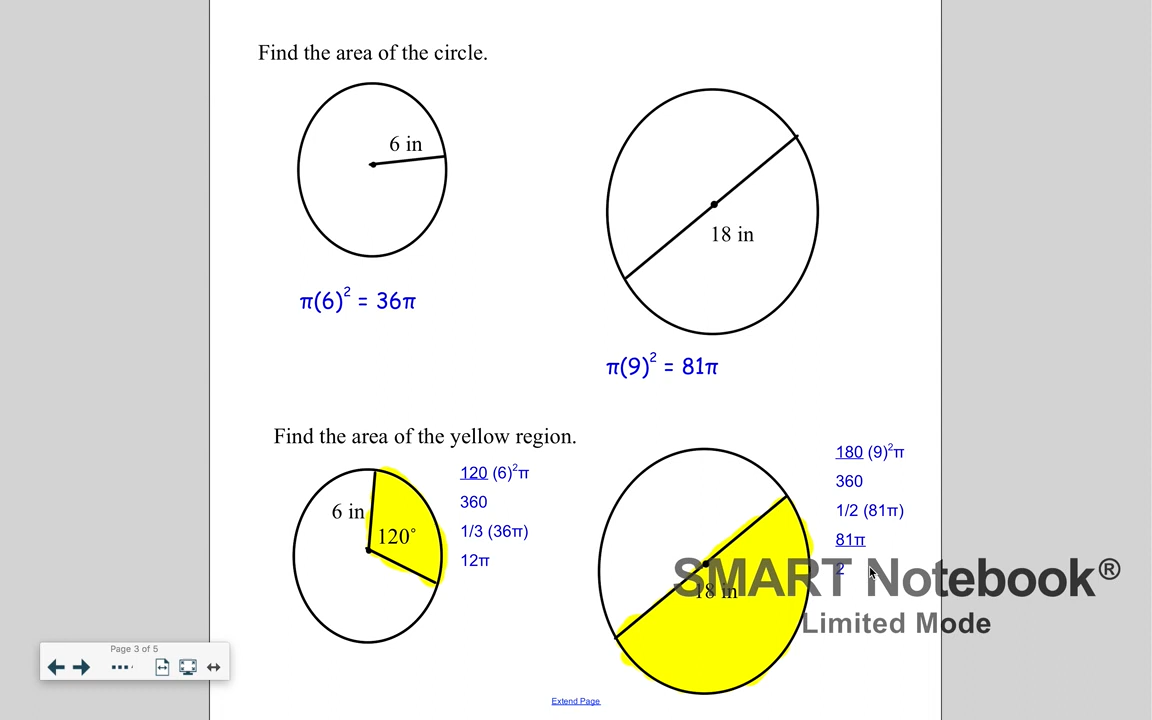 Find the area of the circle.
6 in
18 in
π(6)² = 36π
π(9)² = 81π
Find the area of the yellow region.
6 in
120°
120 (6)²π
360
1/3 (36π)
12π
18 in
180 (9)²π
360
1/2 (81π)
81π
2
SMART Notebook®
Limited Mode
Page 3 of 5
Extend Page